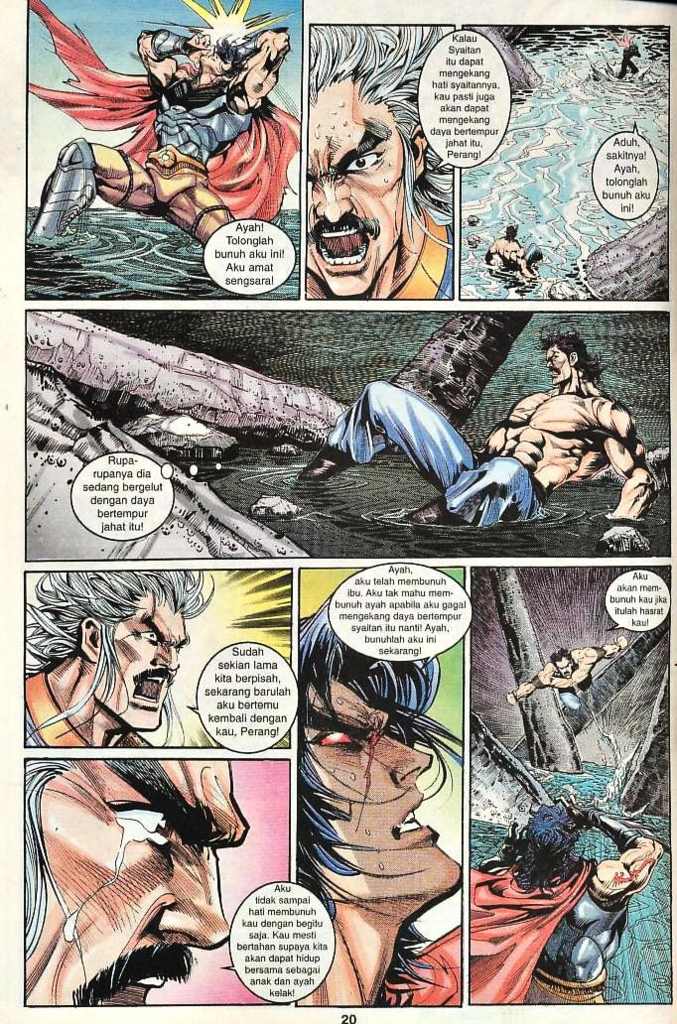 Ayah!
Tolonglah
bunuh aku ini!
Aku amat
sengsara!
Kalau
Syaitan
itu dapat
mengekang
hati syaitannya,
kau pasti juga
akan dapat
mengekang
daya bertempur
jahat itu,
Perang!
Aduh,
sakitnya!
Ayah,
tolonglah
bunuh aku
ini!
Rupa-
rupanya dia
sedang bergelut
dengan daya
bertempur
jahat itu!
Sudah
sekian lama
kita berpisah,
sekarang barulah
aku bertemu
kembali dengan
kau, Perang!
Aku
tidak sampai
hati membunuh
kau dengan begitu
saja. Kau mesti
bertahan supaya kita
dapat hidup
bersama sebagai
anak dan ayah
kelak!
Ayah,
aku telah membunuh
ibu. Aku tak mahu mem-
bunuh ayah apabila aku gagal
mengekang daya bertempur
syaitan itu nanti! Ayah,
bunuhlah aku ini
sekarang!
Aku
akan mem-
bunuh kau jika
itulah hasrat
kau!
20